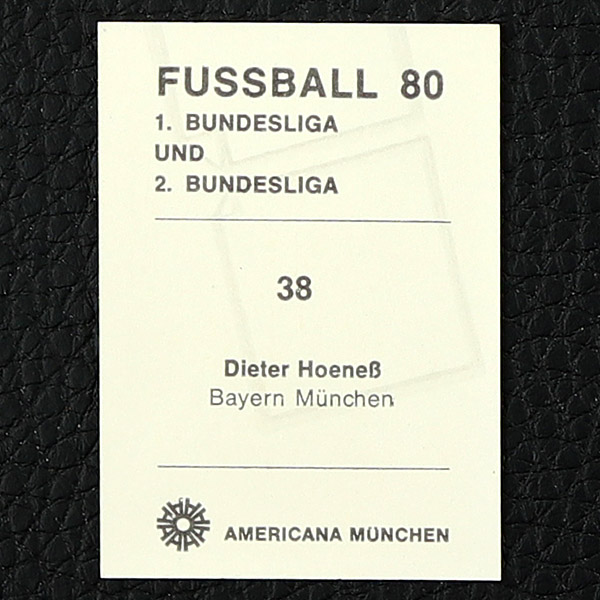 FUSSBALL 80
1. BUNDESLIGA
UND
2. BUNDESLIGA
38
Dieter Hoeneß
Bayern München
AMERICANA MÜNCHEN